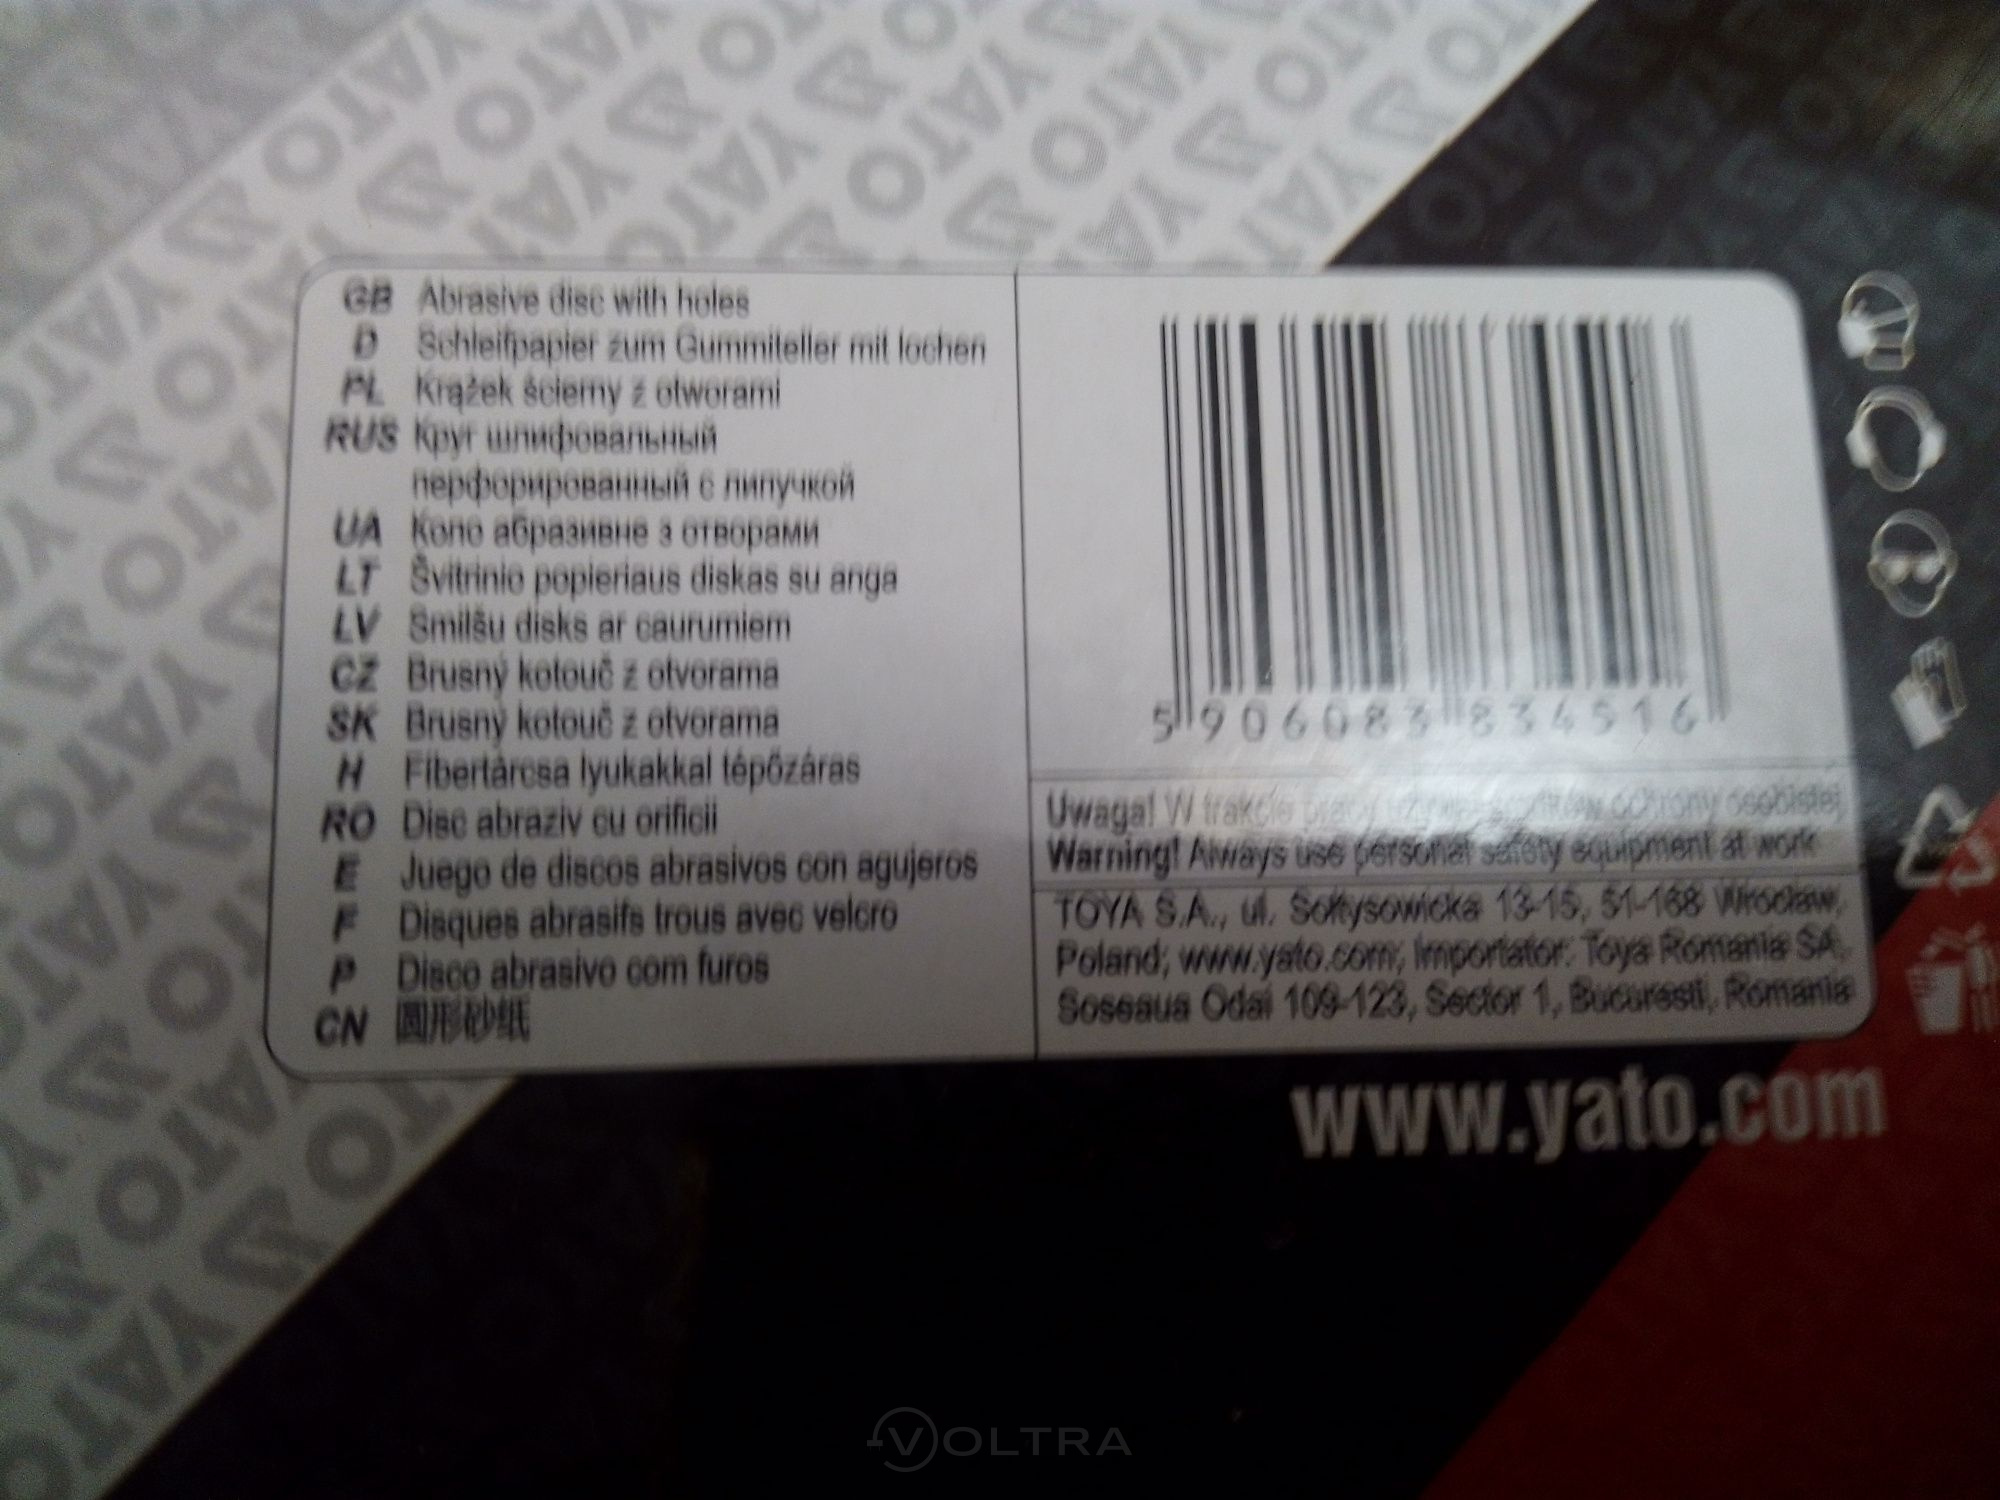 GB Abrasive disc with holes
D Schleifpapier zum Gummiteller mit lochen
PL Krążek ścierny z otworami
RUS Круг шлифовальный
перфорированный с липучкой
UA Коло абразивне з отворами
LT Švitrinio popieriaus diskas su anga
LV Smilšu disks ar caurumiem
CZ Brusný kotouč z otvorama
SK Brusný kotouč z otvorama
H Fibertárcsa lyukakkal tépőzáras
RO Disc abraziv cu orificii
E Juego de discos abrasivos con agujeros
F Disques abrasifs trous avec velcro
P Disco abrasivo com furos
CN 圆形砂纸
5 906083 834516
Uwaga! W trakcie pracy ochrony osobistej
Warning! Always use personal safety equipment at work
TOYA S.A., ul. Sołtysowicka 13-15, 51-168 Wrocław,
Poland; www.yato.com; Importator: Toya Romania SA,
Soseaua Odai 109-123, Sector 1, Bucuresti, Romania
www.yato.com
YATO
VOLTRA